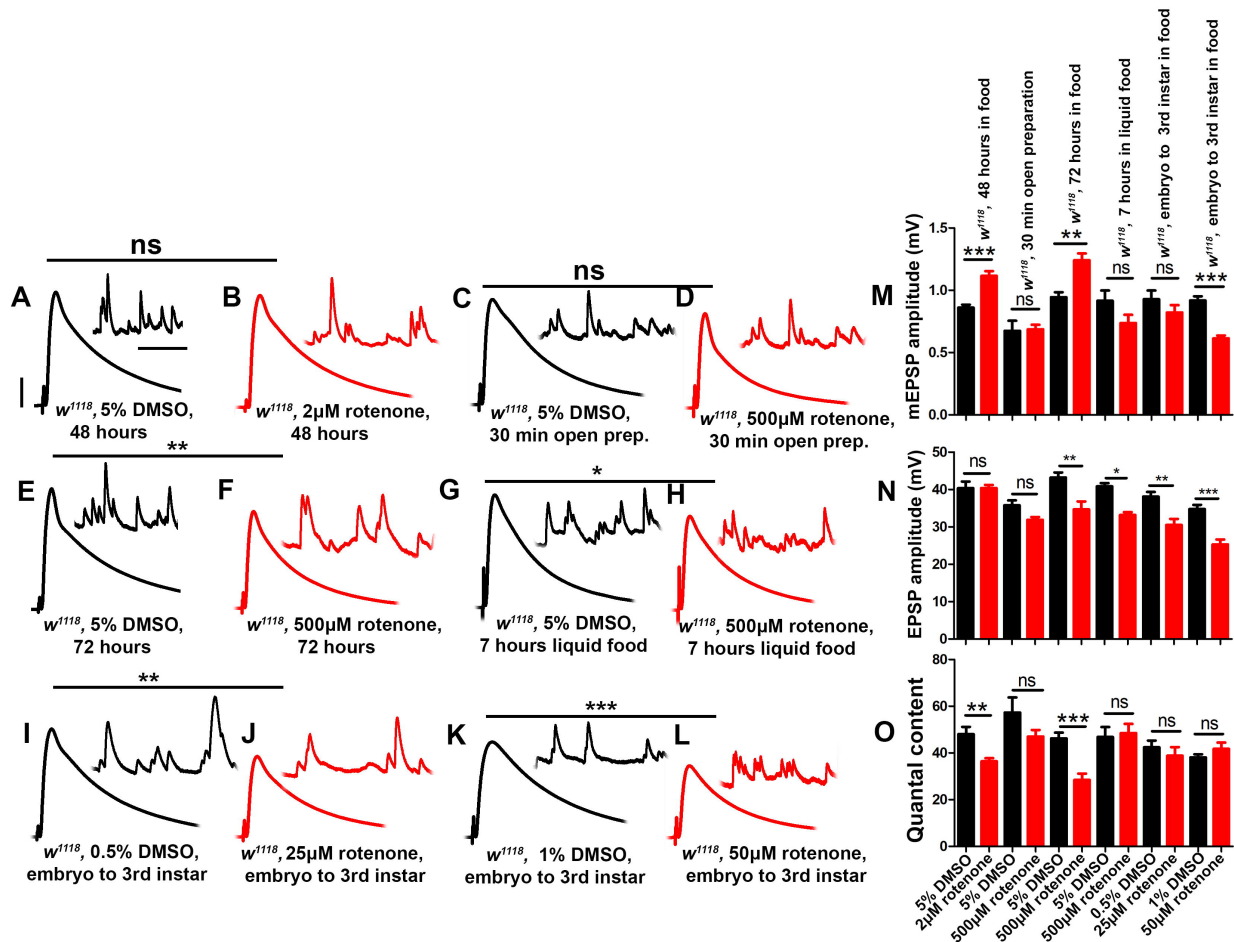 ns
A
B
w1118, 5% DMSO,
48 hours
w1118, 2µM rotenone,
48 hours
ns
C
D
w1118, 5% DMSO,
30 min open prep.
w1118, 500µM rotenone,
30 min open prep.
**
E
F
w1118, 5% DMSO,
72 hours
w1118, 500µM rotenone,
72 hours
*
G
H
w1118, 5% DMSO,
7 hours liquid food
w1118, 500µM rotenone,
7 hours liquid food
**
I
J
w1118, 0.5% DMSO,
embryo to 3rd instar
w1118, 25µM rotenone,
embryo to 3rd instar
***
K
L
w1118, 1% DMSO,
embryo to 3rd instar
w1118, 50µM rotenone,
embryo to 3rd instar
w1118, 48 hours in food
w1118, 30 min open preparation
w1118, 72 hours in food
w1118, 7 hours in liquid food
w1118, embryo to 3rd instar in food
w1118, embryo to 3rd instar in food
M
mEPSP amplitude (mV)
1.5
1.0
0.5
0.0
*** ns ** ns ns ***
N
EPSP amplitude (mV)
50
40
30
20
10
0
ns ns ** * ** ***
O
Quantal content
80
60
40
20
0
** ns *** ns ns ns
5% DMSO
2µM rotenone
5% DMSO
500µM rotenone
5% DMSO
500µM rotenone
5% DMSO
500µM rotenone
0.5% DMSO
25µM rotenone
1% DMSO
50µM rotenone